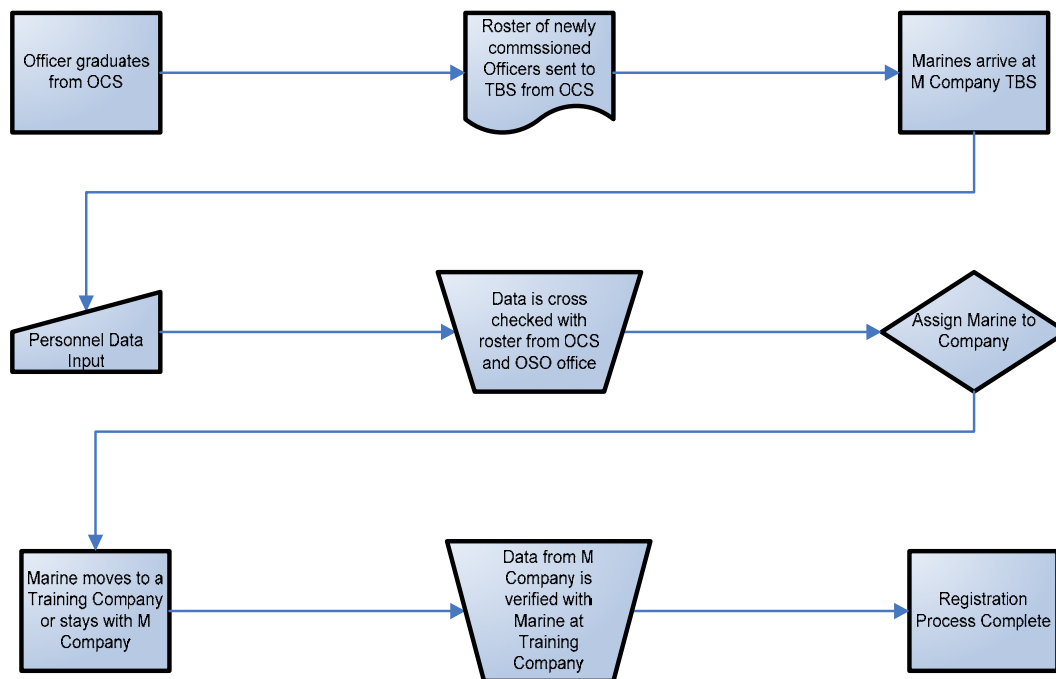 Officer graduates
from OCS
Roster of newly
commssioned
Officers sent to
TBS from OCS
Marines arrive at
M Company TBS
Personnel Data
Input
Data is cross
checked with
roster from OCS
and OSO office
Assign Marine to
Company
Marine moves to a
Training Company
or stays with M
Company
Data from M
Company is
verified with
Marine at
Training
Company
Registration
Process Complete